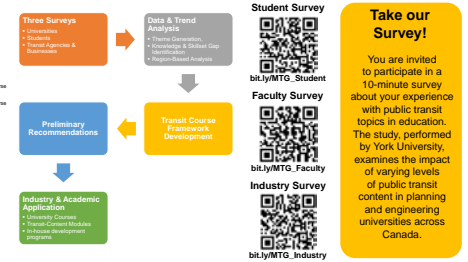 Three Surveys
• Universities
• Students
• Transit Agencies &
Businesses
Data & Trend
Analysis
• Theme Generation,
• Knowledge & Skillset Gap
Identification
• Region-Based Analysis
Preliminary
Recommendations
Transit Course
Framework
Development
Industry & Academic
Application
• University Courses
• Transit-Content Modules
• In-house development
programs
Student Survey
bit.ly/MTG_Student
Faculty Survey
bit.ly/MTG_Faculty
Industry Survey
bit.ly/MTG_Industry
Take our
Survey!
You are invited
to participate in a
10-minute survey
about your experience
with public transit
topics in education.
The study, performed
by York University,
examines the impact
of varying levels
of public transit
content in planning
and engineering
universities across
Canada.